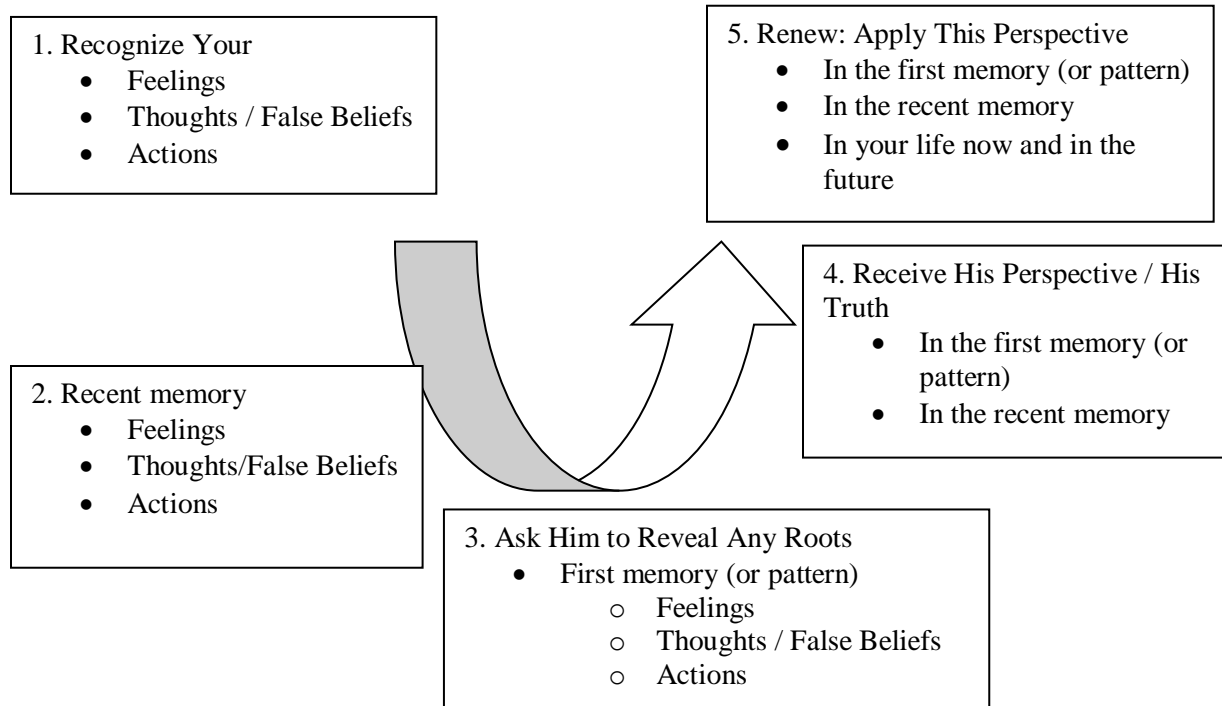 1. Recognize Your
• Feelings
• Thoughts / False Beliefs
• Actions
2. Recent memory
• Feelings
• Thoughts/False Beliefs
• Actions
3. Ask Him to Reveal Any Roots
• First memory (or pattern)
o Feelings
o Thoughts / False Beliefs
o Actions
4. Receive His Perspective / His
Truth
• In the first memory (or
pattern)
• In the recent memory
5. Renew: Apply This Perspective
• In the first memory (or pattern)
• In the recent memory
• In your life now and in the
future